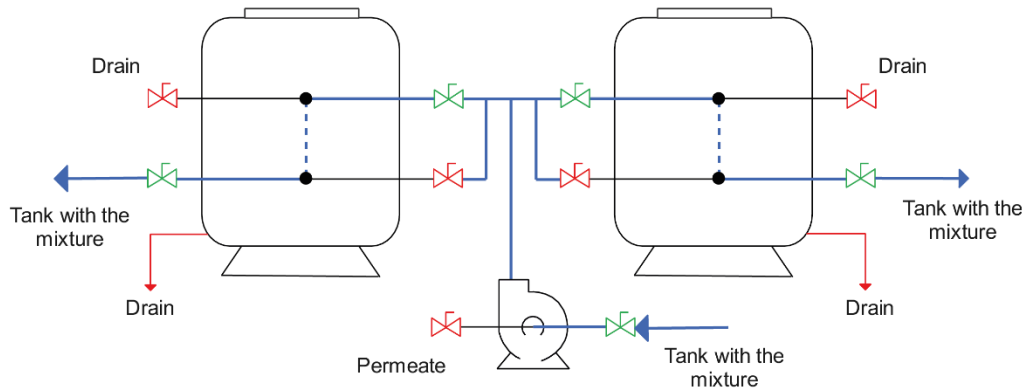 Drain
Drain
Tank with the
mixture
Tank with the
mixture
Drain
Drain
Permeate
Tank with the
mixture